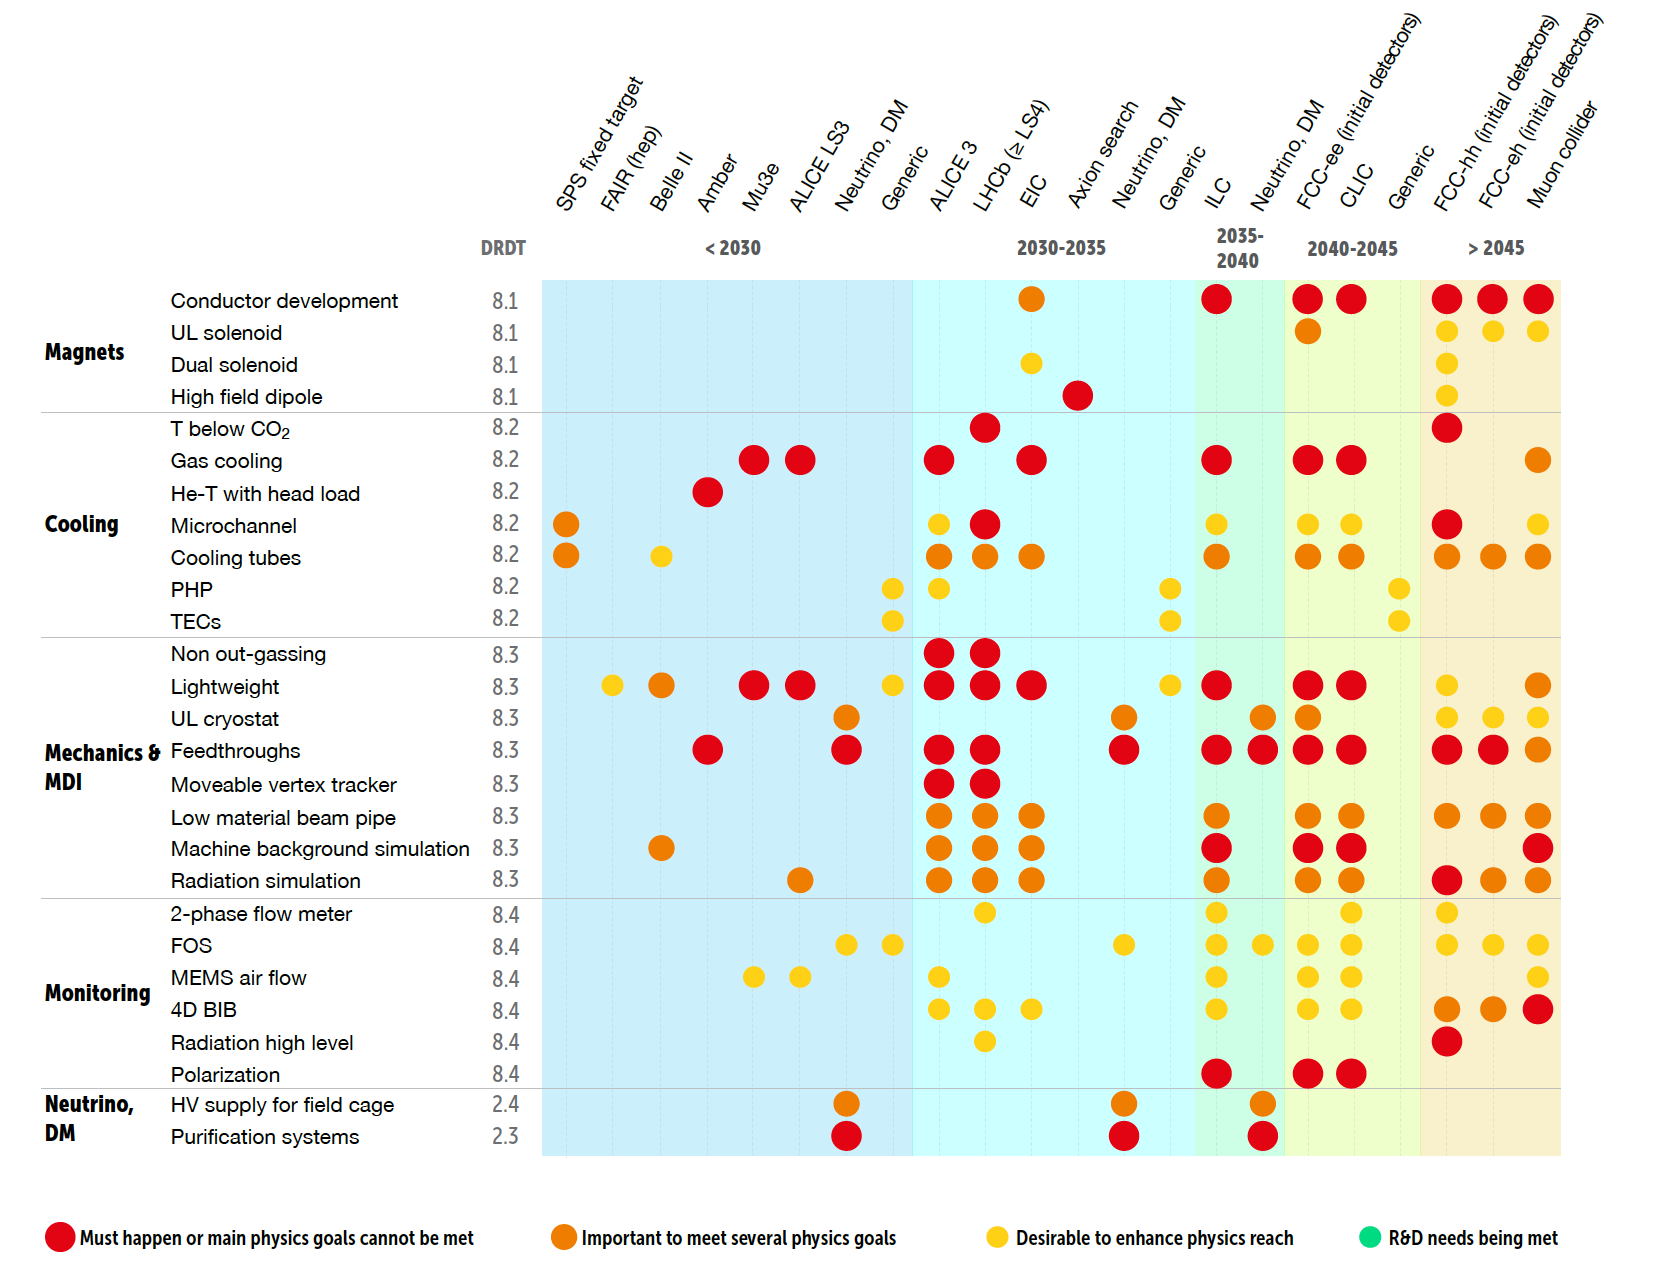 SPS fixed target
FAIR (hep)
Belle II
Amber
Mu3e
ALICE LS3
Neutrino, DM
Generic
ALICE 3
LHCb (≥ LS4)
EIC
Axion search
Neutrino, DM
Generic
ILC
Neutrino, DM
FCC-ee (initial detectors)
CLIC
Generic
FCC-hh (initial detectors)
FCC-eh (initial detectors)
Muon collider
DRDT
< 2030
2030-2035
2035-
2040
2040-2045
> 2045
Magnets
Conductor development 8.1
UL solenoid 8.1
Dual solenoid 8.1
High field dipole 8.1
Cooling
T below CO₂ 8.2
Gas cooling 8.2
He-T with head load 8.2
Microchannel 8.2
Cooling tubes 8.2
PHP 8.2
TECs 8.2
Mechanics &
MDI
Non out-gassing 8.3
Lightweight 8.3
UL cryostat 8.3
Feedthroughs 8.3
Moveable vertex tracker 8.3
Low material beam pipe 8.3
Machine background simulation 8.3
Radiation simulation 8.3
Monitoring
2-phase flow meter 8.4
FOS 8.4
MEMS air flow 8.4
4D BIB 8.4
Radiation high level 8.4
Polarization 8.4
Neutrino,
DM
HV supply for field cage 2.4
Purification systems 2.3
Must happen or main physics goals cannot be met
Important to meet several physics goals
Desirable to enhance physics reach
R&D needs being met